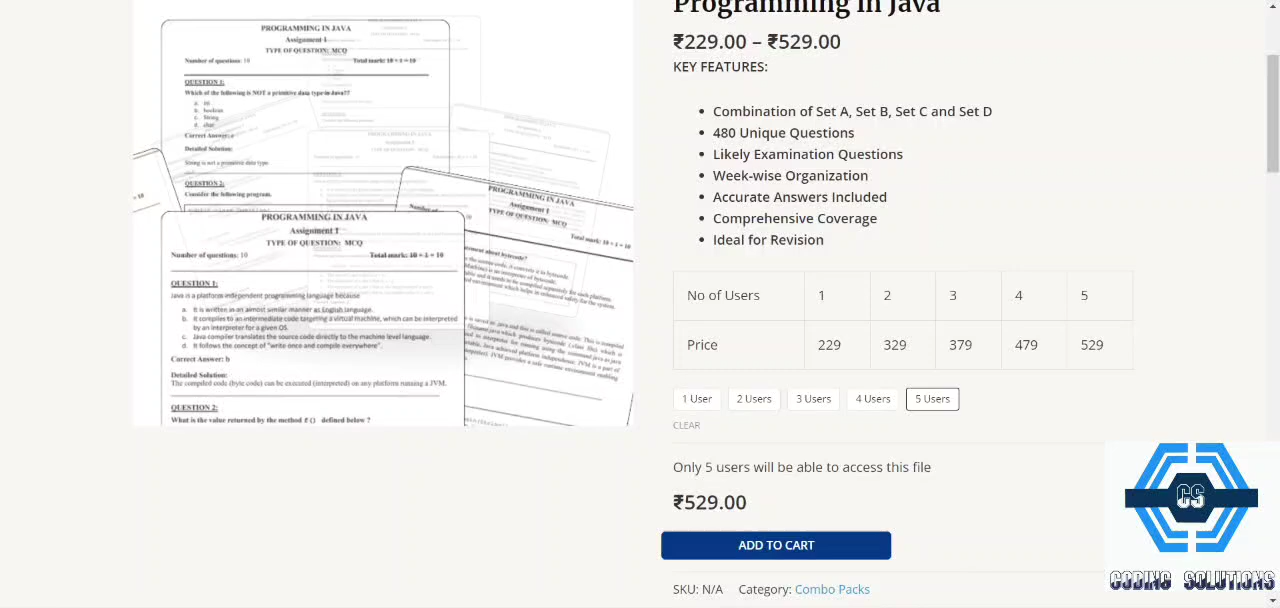 Programming in Java
₹229.00 – ₹529.00
KEY FEATURES:
Combination of Set A, Set B, Set C and Set D
480 Unique Questions
Likely Examination Questions
Week-wise Organization
Accurate Answers Included
Comprehensive Coverage
Ideal for Revision
No of Users 1 2 3 4 5
Price 229 329 379 479 529
1 User 2 Users 3 Users 4 Users 5 Users
CLEAR
Only 5 users will be able to access this file
₹529.00
ADD TO CART
SKU: N/A Category: Combo Packs
CS
CODING SOLUTIONS
PROGRAMMING IN JAVA
Assignment 1
TYPE OF QUESTION: MCQ
Number of questions: 10 Total mark: 10 × 1 = 10
QUESTION 1:
Which of the following is NOT a primitive data type in Java??
a. int
b. boolean
c. String
d. char
Correct Answer: c
Detailed Solution:
String is not a primitive data type
QUESTION 2:
Consider the following program.
PROGRAMMING IN JAVA
Assignment 1
TYPE OF QUESTION: MCQ
Number of questions: 10 Total mark: 10 × 1 = 10
QUESTION 1:
Java is a platform independent programming language because
a. It is written in an almost similar manner as English language.
b. It compiles to an intermediate code targeting a virtual machine, which can be interpreted
by an interpreter for a given OS.
c. Java compiler translates the source code directly to the machine level language.
d. It follows the concept of "write once and compile everywhere".
Correct Answer: b
Detailed Solution:
The compiled code (byte code) can be executed (interpreted) on any platform running a JVM.
QUESTION 2:
What is the value returned by the method f() defined below ?
PROGRAMMING IN JAVA
Assignment 1
TYPE OF QUESTION: MCQ
Total mark: 10 × 1 = 10